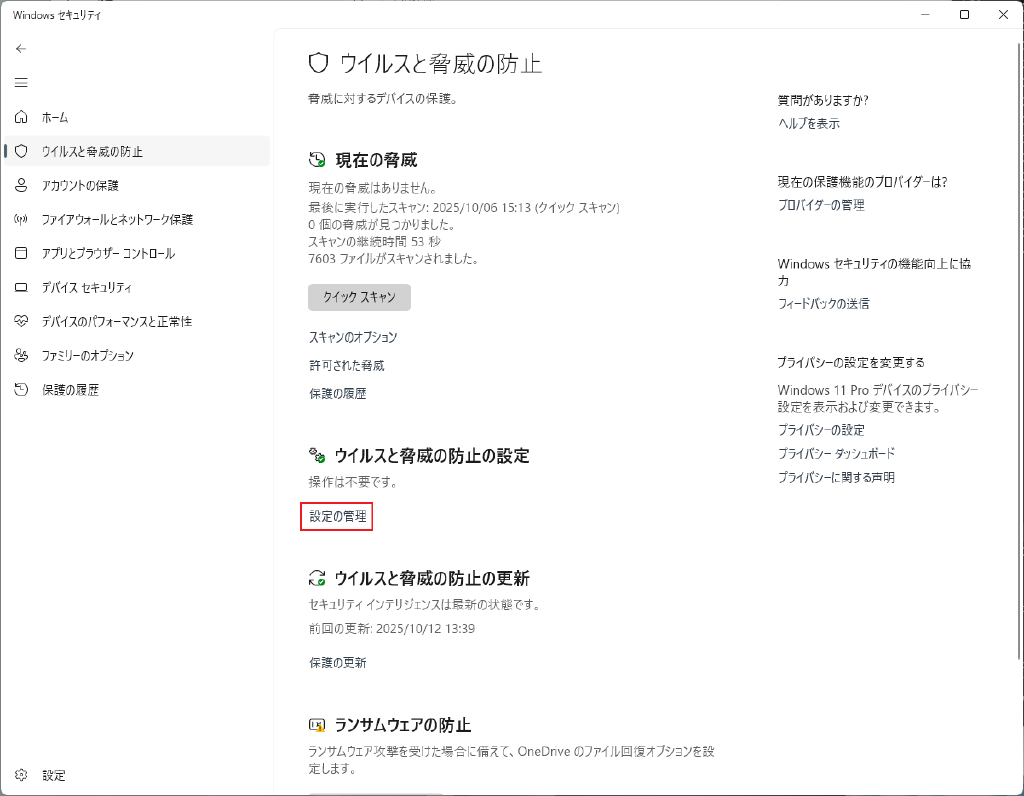 Windows セキュリティ
ホーム
ウイルスと脅威の防止
アカウントの保護
ファイアウォールとネットワーク保護
アプリとブラウザー コントロール
デバイス セキュリティ
デバイスのパフォーマンスと正常性
ファミリーのオプション
保護の履歴
設定
ウイルスと脅威の防止
脅威に対するデバイスの保護。
現在の脅威
現在の脅威はありません。
最後に実行したスキャン: 2025/10/06 15:13 (クイック スキャン)
0 個の脅威が見つかりました。
スキャンの継続時間 53 秒
7603 ファイルがスキャンされました。
クイック スキャン
スキャンのオプション
許可された脅威
保護の履歴
ウイルスと脅威の防止の設定
操作は不要です。
設定の管理
ウイルスと脅威の防止の更新
セキュリティ インテリジェンスは最新の状態です。
前回の更新: 2025/10/12 13:39
保護の更新
ランサムウェアの防止
ランサムウェア攻撃を受けた場合に備えて、OneDrive のファイル回復オプションを設
定します。
質問がありますか?
ヘルプを表示
現在の保護機能のプロバイダーは?
プロバイダーの管理
Windows セキュリティの機能向上に協
力
フィードバックの送信
プライバシーの設定を変更する
Windows 11 Pro デバイスのプライバシー
設定を表示および変更できます。
プライバシーの設定
プライバシー ダッシュボード
プライバシーに関する声明